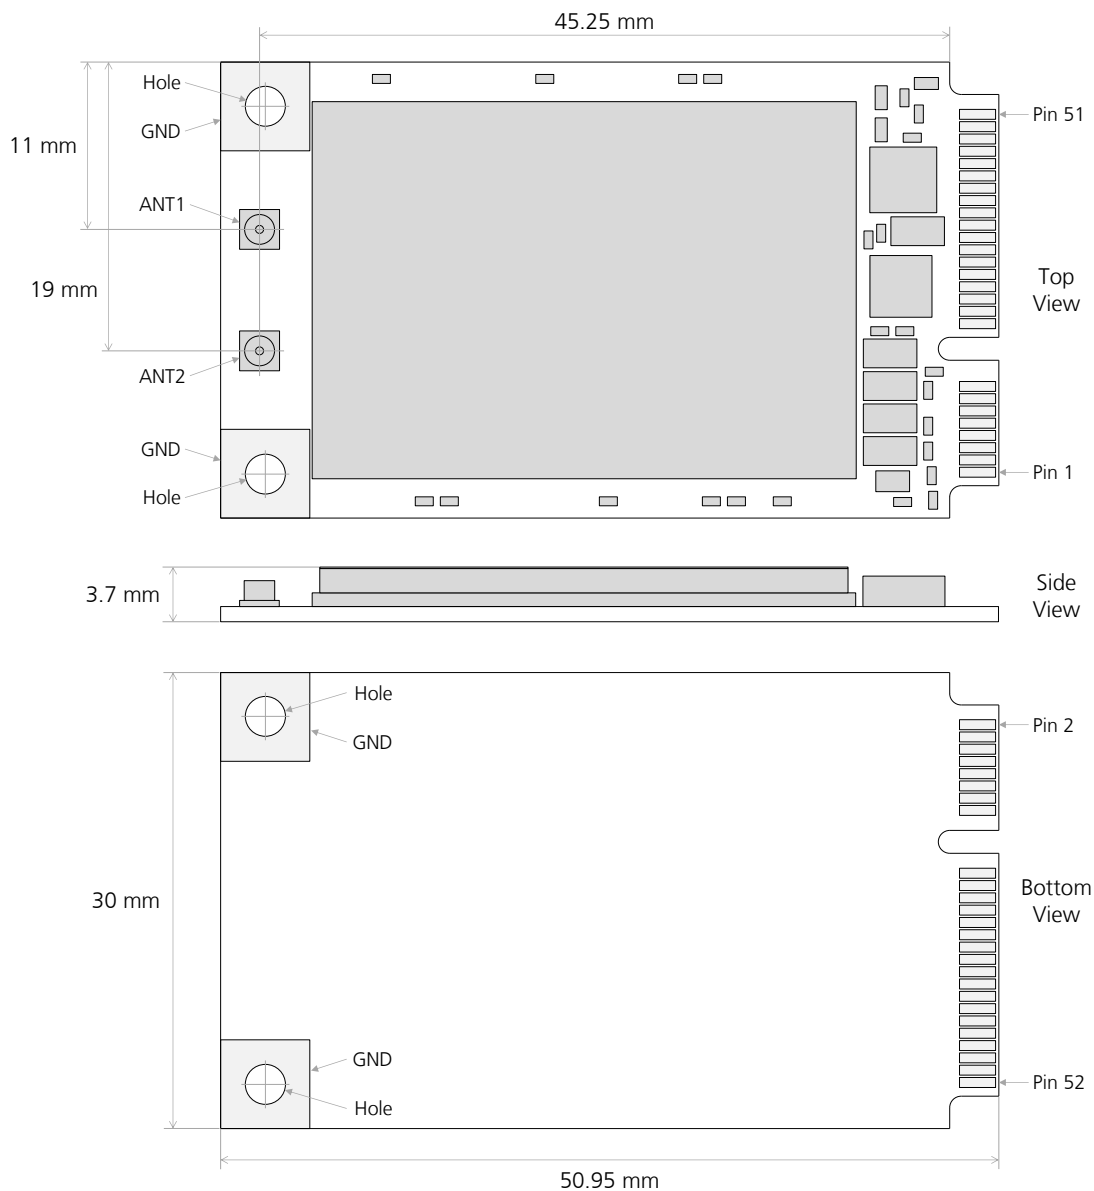 45.25 mm
Hole
GND
Pin 51
11 mm
ANT1
19 mm
Top
View
ANT2
GND
Pin 1
Hole
3.7 mm
Side
View
Hole
Pin 2
GND
30 mm
Bottom
View
GND
Pin 52
Hole
50.95 mm